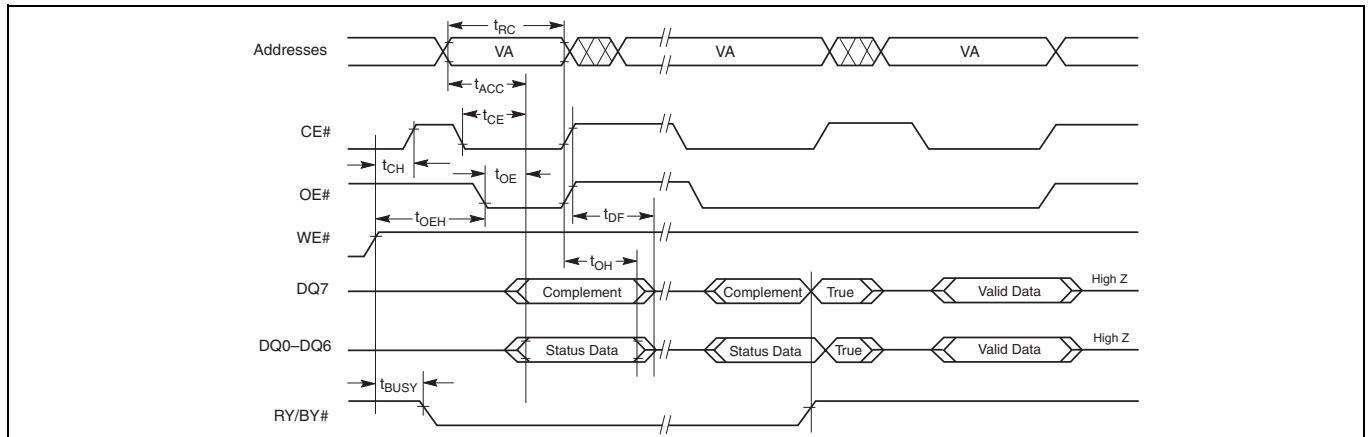 tRC
Addresses VA VA VA
tACC
tCE
CE#
tCH
tOE
OE#
tOEH tDF
WE#
tOH
DQ7 Complement Complement True Valid Data High Z
DQ0–DQ6 Status Data Status Data True Valid Data High Z
tBUSY
RY/BY#